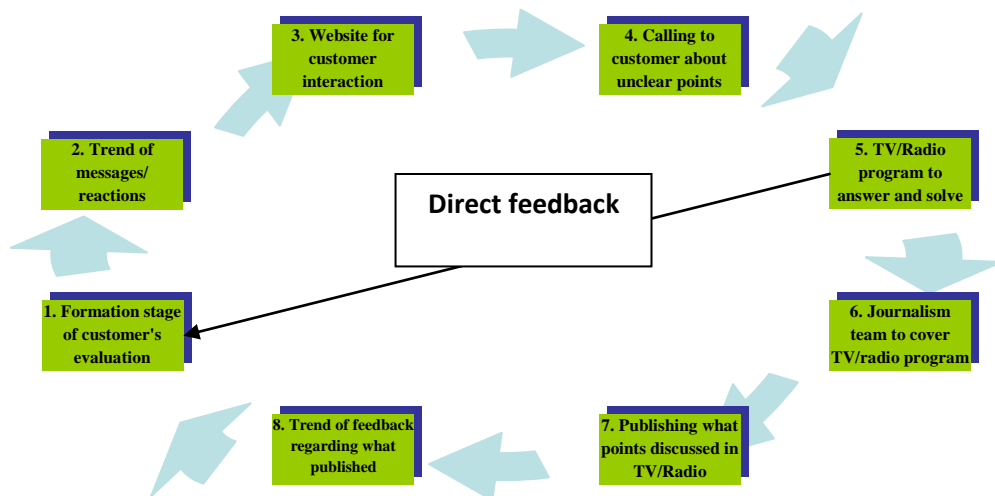 1. Formation stage
of customer's
evaluation
2. Trend of
messages/
reactions
3. Website for
customer
interaction
4. Calling to
customer about
unclear points
5. TV/Radio
program to
answer and solve
6. Journalism
team to cover
TV/radio program
7. Publishing what
points discussed in
TV/Radio
8. Trend of feedback
regarding what
published
Direct feedback